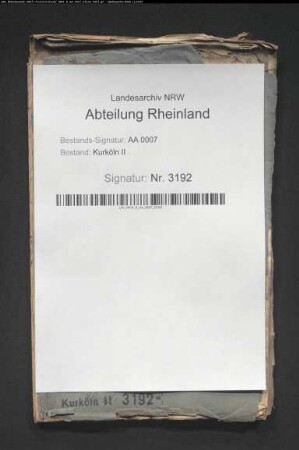 Landesarchiv NRW
Abteilung Rheinland
Bestands-Signatur: AA 0007
Bestand: Kurköln II
Signatur: Nr. 3192
Kurköln II 3192-